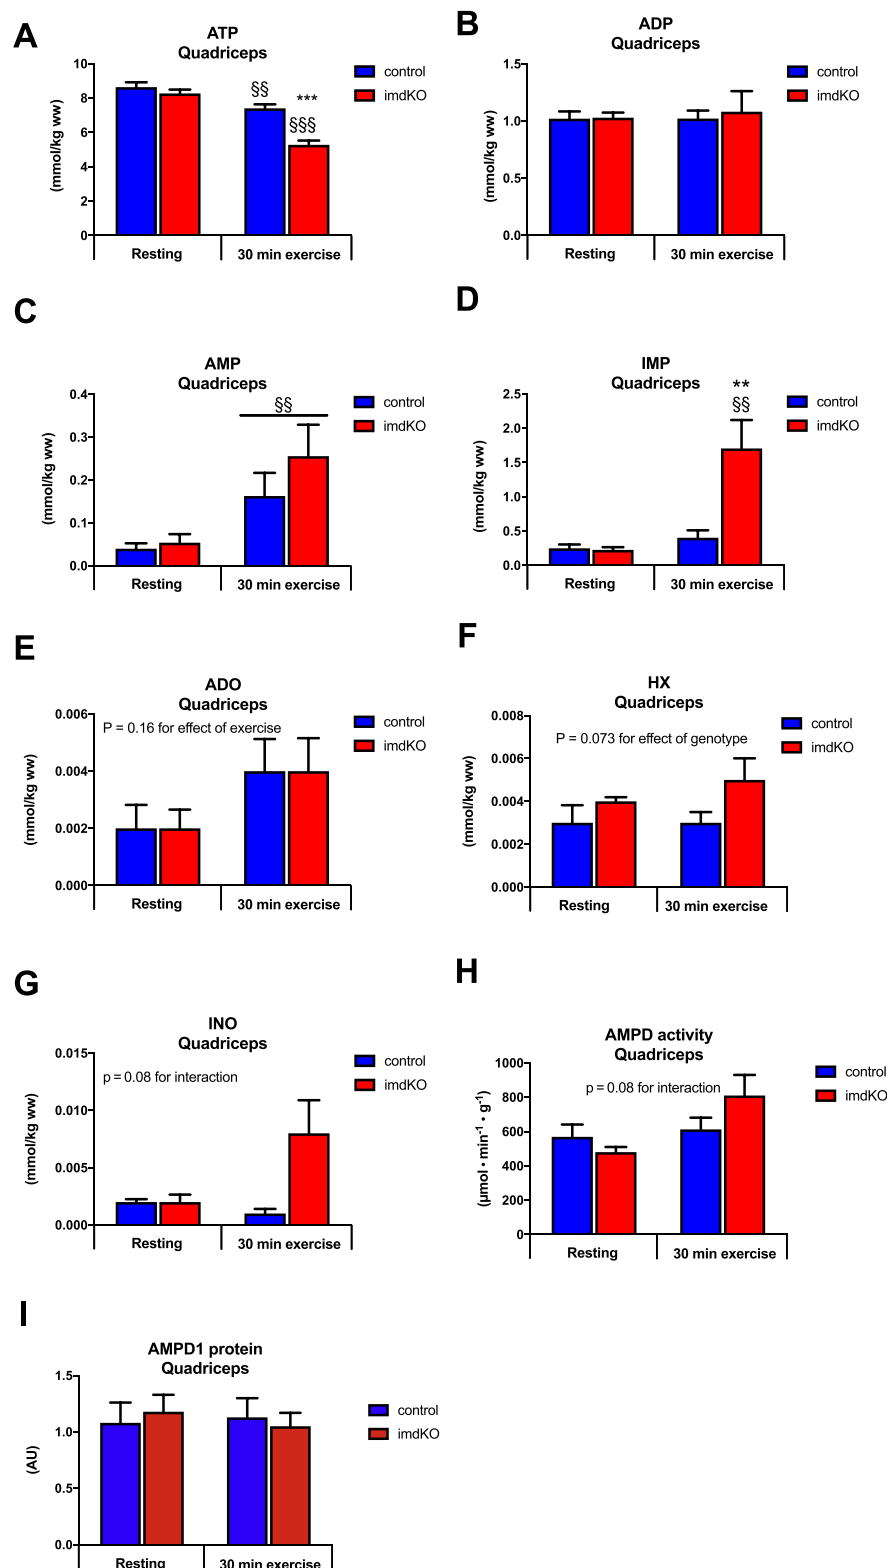 A
ATP
Quadriceps
10
8
6
4
2
0
(mmol/kg ww)
§§
***
§§§
control
imdKO
Resting
30 min exercise
B
ADP
Quadriceps
1.5
1.0
0.5
0.0
(mmol/kg ww)
control
imdKO
Resting
30 min exercise
C
AMP
Quadriceps
0.4
0.3
0.2
0.1
0.0
(mmol/kg ww)
§§
control
imdKO
Resting
30 min exercise
D
IMP
Quadriceps
2.5
2.0
1.5
1.0
0.5
0.0
(mmol/kg ww)
**
§§
control
imdKO
Resting
30 min exercise
E
ADO
Quadriceps
0.006
0.004
0.002
0.000
(mmol/kg ww)
P = 0.16 for effect of exercise
control
imdKO
Resting
30 min exercise
F
HX
Quadriceps
0.008
0.006
0.004
0.002
0.000
(mmol/kg ww)
P = 0.073 for effect of genotype
control
imdKO
Resting
30 min exercise
G
INO
Quadriceps
0.015
0.010
0.005
0.000
(mmol/kg ww)
p = 0.08 for interaction
control
imdKO
Resting
30 min exercise
H
AMPD activity
Quadriceps
1000
800
600
400
200
0
(µmol • min⁻¹ • g⁻¹)
p = 0.08 for interaction
control
imdKO
Resting
30 min exercise
I
AMPD1 protein
Quadriceps
1.5
1.0
0.5
0.0
(AU)
control
imdKO
Resting
30 min exercise